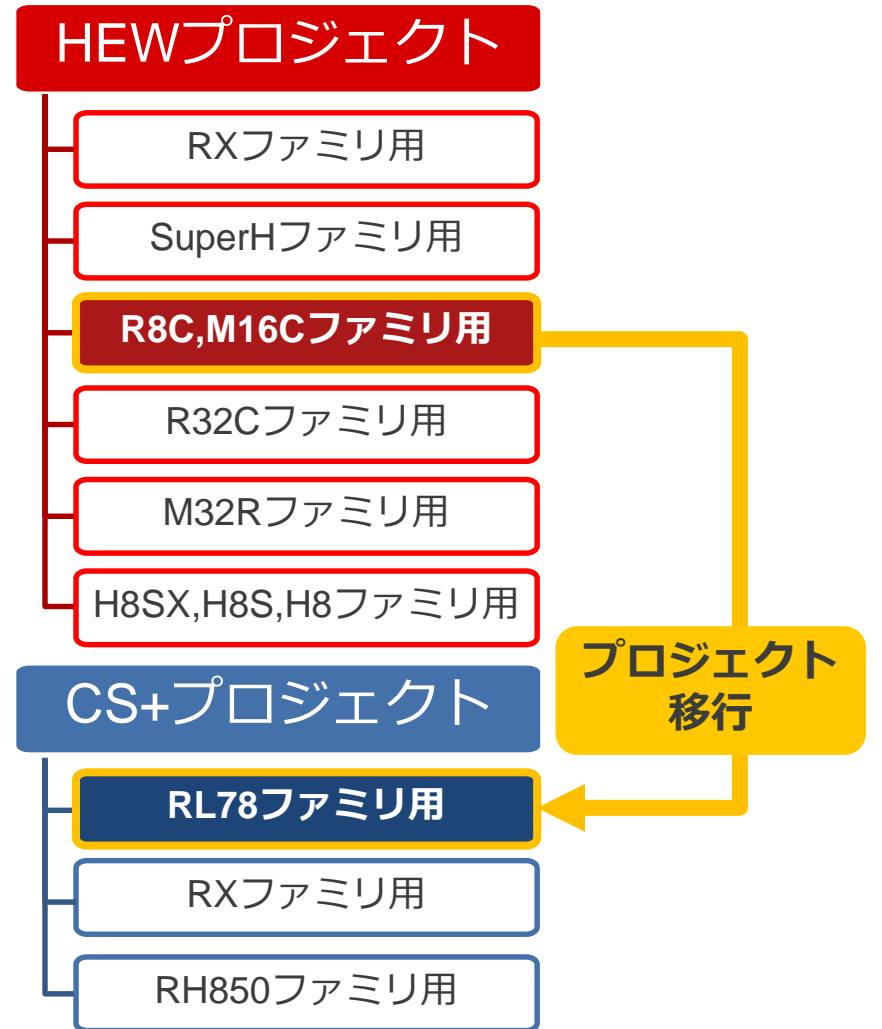 HEWプロジェクト
RXファミリ用
SuperHファミリ用
R8C,M16Cファミリ用
R32Cファミリ用
M32Rファミリ用
H8SX,H8S,H8ファミリ用
プロジェクト
移行
CS+プロジェクト
RL78ファミリ用
RXファミリ用
RH850ファミリ用